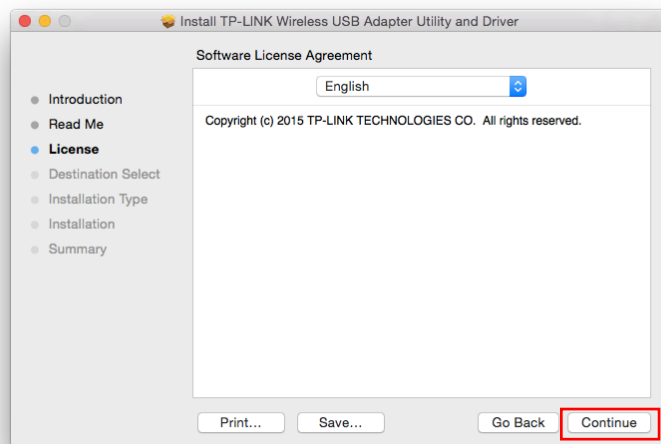 Install TP-LINK Wireless USB Adapter Utility and Driver
Software License Agreement
English
Introduction
Read Me
License
Destination Select
Installation Type
Installation
Summary
Copyright (c) 2015 TP-LINK TECHNOLOGIES CO.  All rights reserved.
Print...
Save...
Go Back
Continue